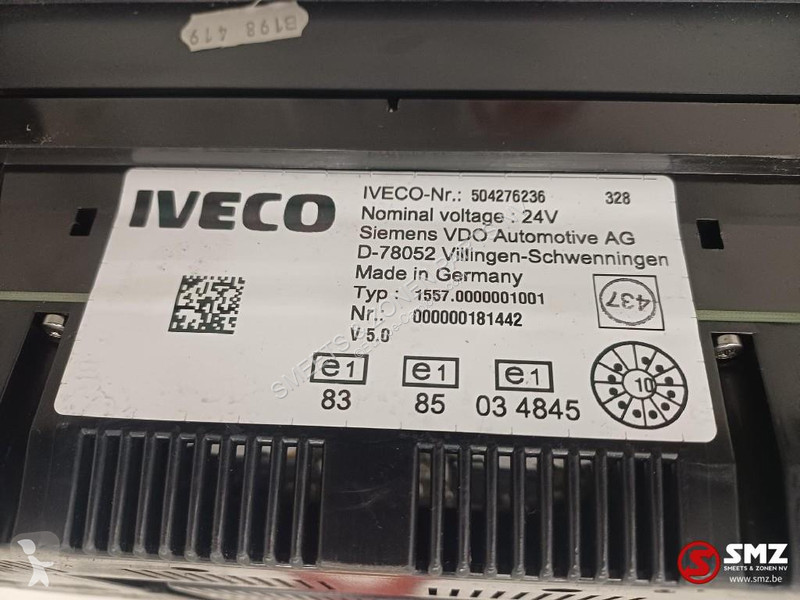 B198 419
IVECO
IVECO-Nr.: 504276236 328
Nominal voltage : 24V
Siemens VDO Automotive AG
D-78052 Villingen-Schwenningen
Made in Germany
Typ : 1557.0000001001
Nr.: 000000181442
V 5.0
437
e1 e1 e1
83 85 03 4845
10
SMZ
SMEETS & ZONEN NV
www.smz.be